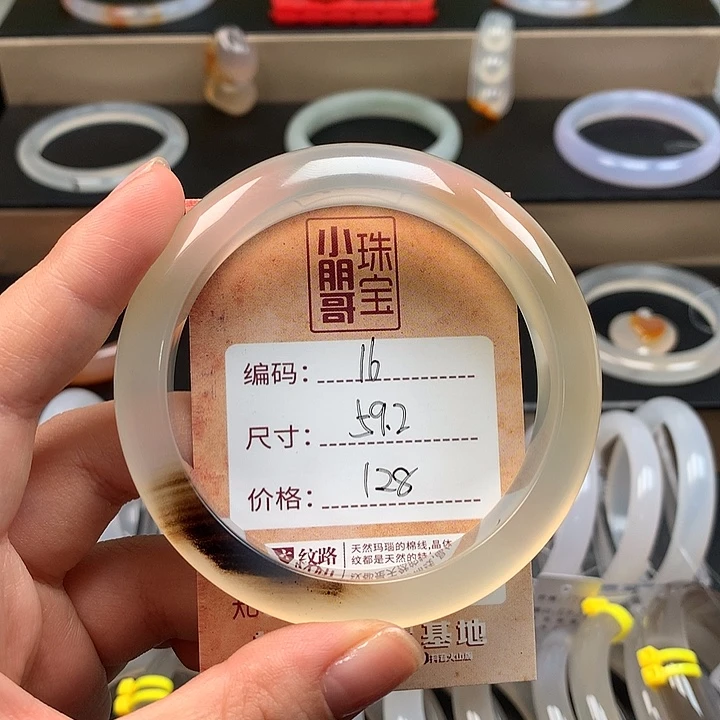 小朋哥
珠宝
编码：16
尺寸：59.2
价格：128
纹路
天然玛瑙的棉线,晶体
纹都是天然的
基地